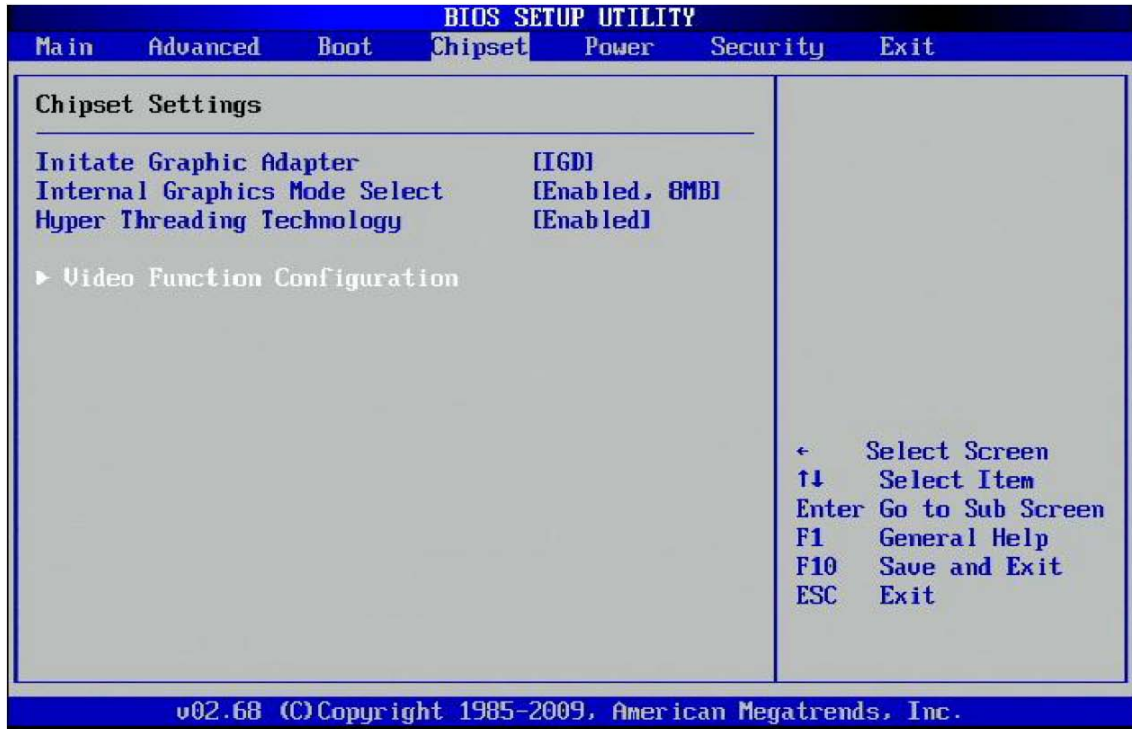 BIOS SETUP UTILITY
Main Advanced Boot Chipset Power Security Exit
Chipset Settings
Initate Graphic Adapter [IGD]
Internal Graphics Mode Select [Enabled, 8MB]
Hyper Threading Technology [Enabled]
► Video Function Configuration
← Select Screen
↑↓ Select Item
Enter Go to Sub Screen
F1 General Help
F10 Save and Exit
ESC Exit
v02.68 (C)Copyright 1985-2009, American Megatrends, Inc.